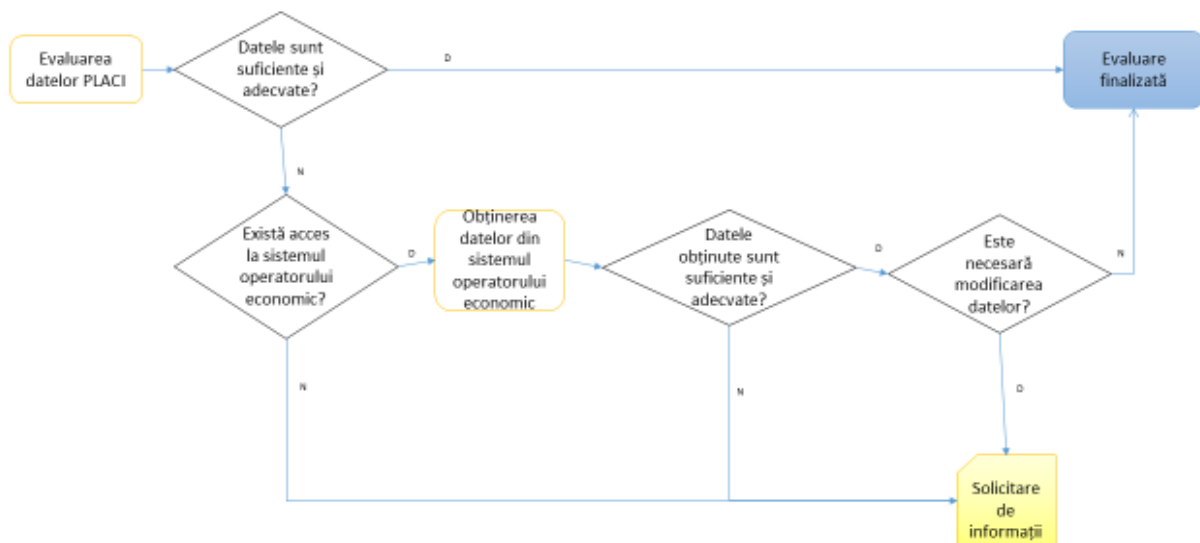 Evaluarea
datelor PLACI
Datele sunt
suficiente și
adecvate?
D
Evaluare
finalizată
N
Există acces
la sistemul
operatorului
economic?
D
Obținerea
datelor din
sistemul
operatorului
economic
Datele
obținute sunt
suficiente și
adecvate?
D
Este
necesară
modificarea
datelor?
N
N
N
D
Solicitare
de
informații